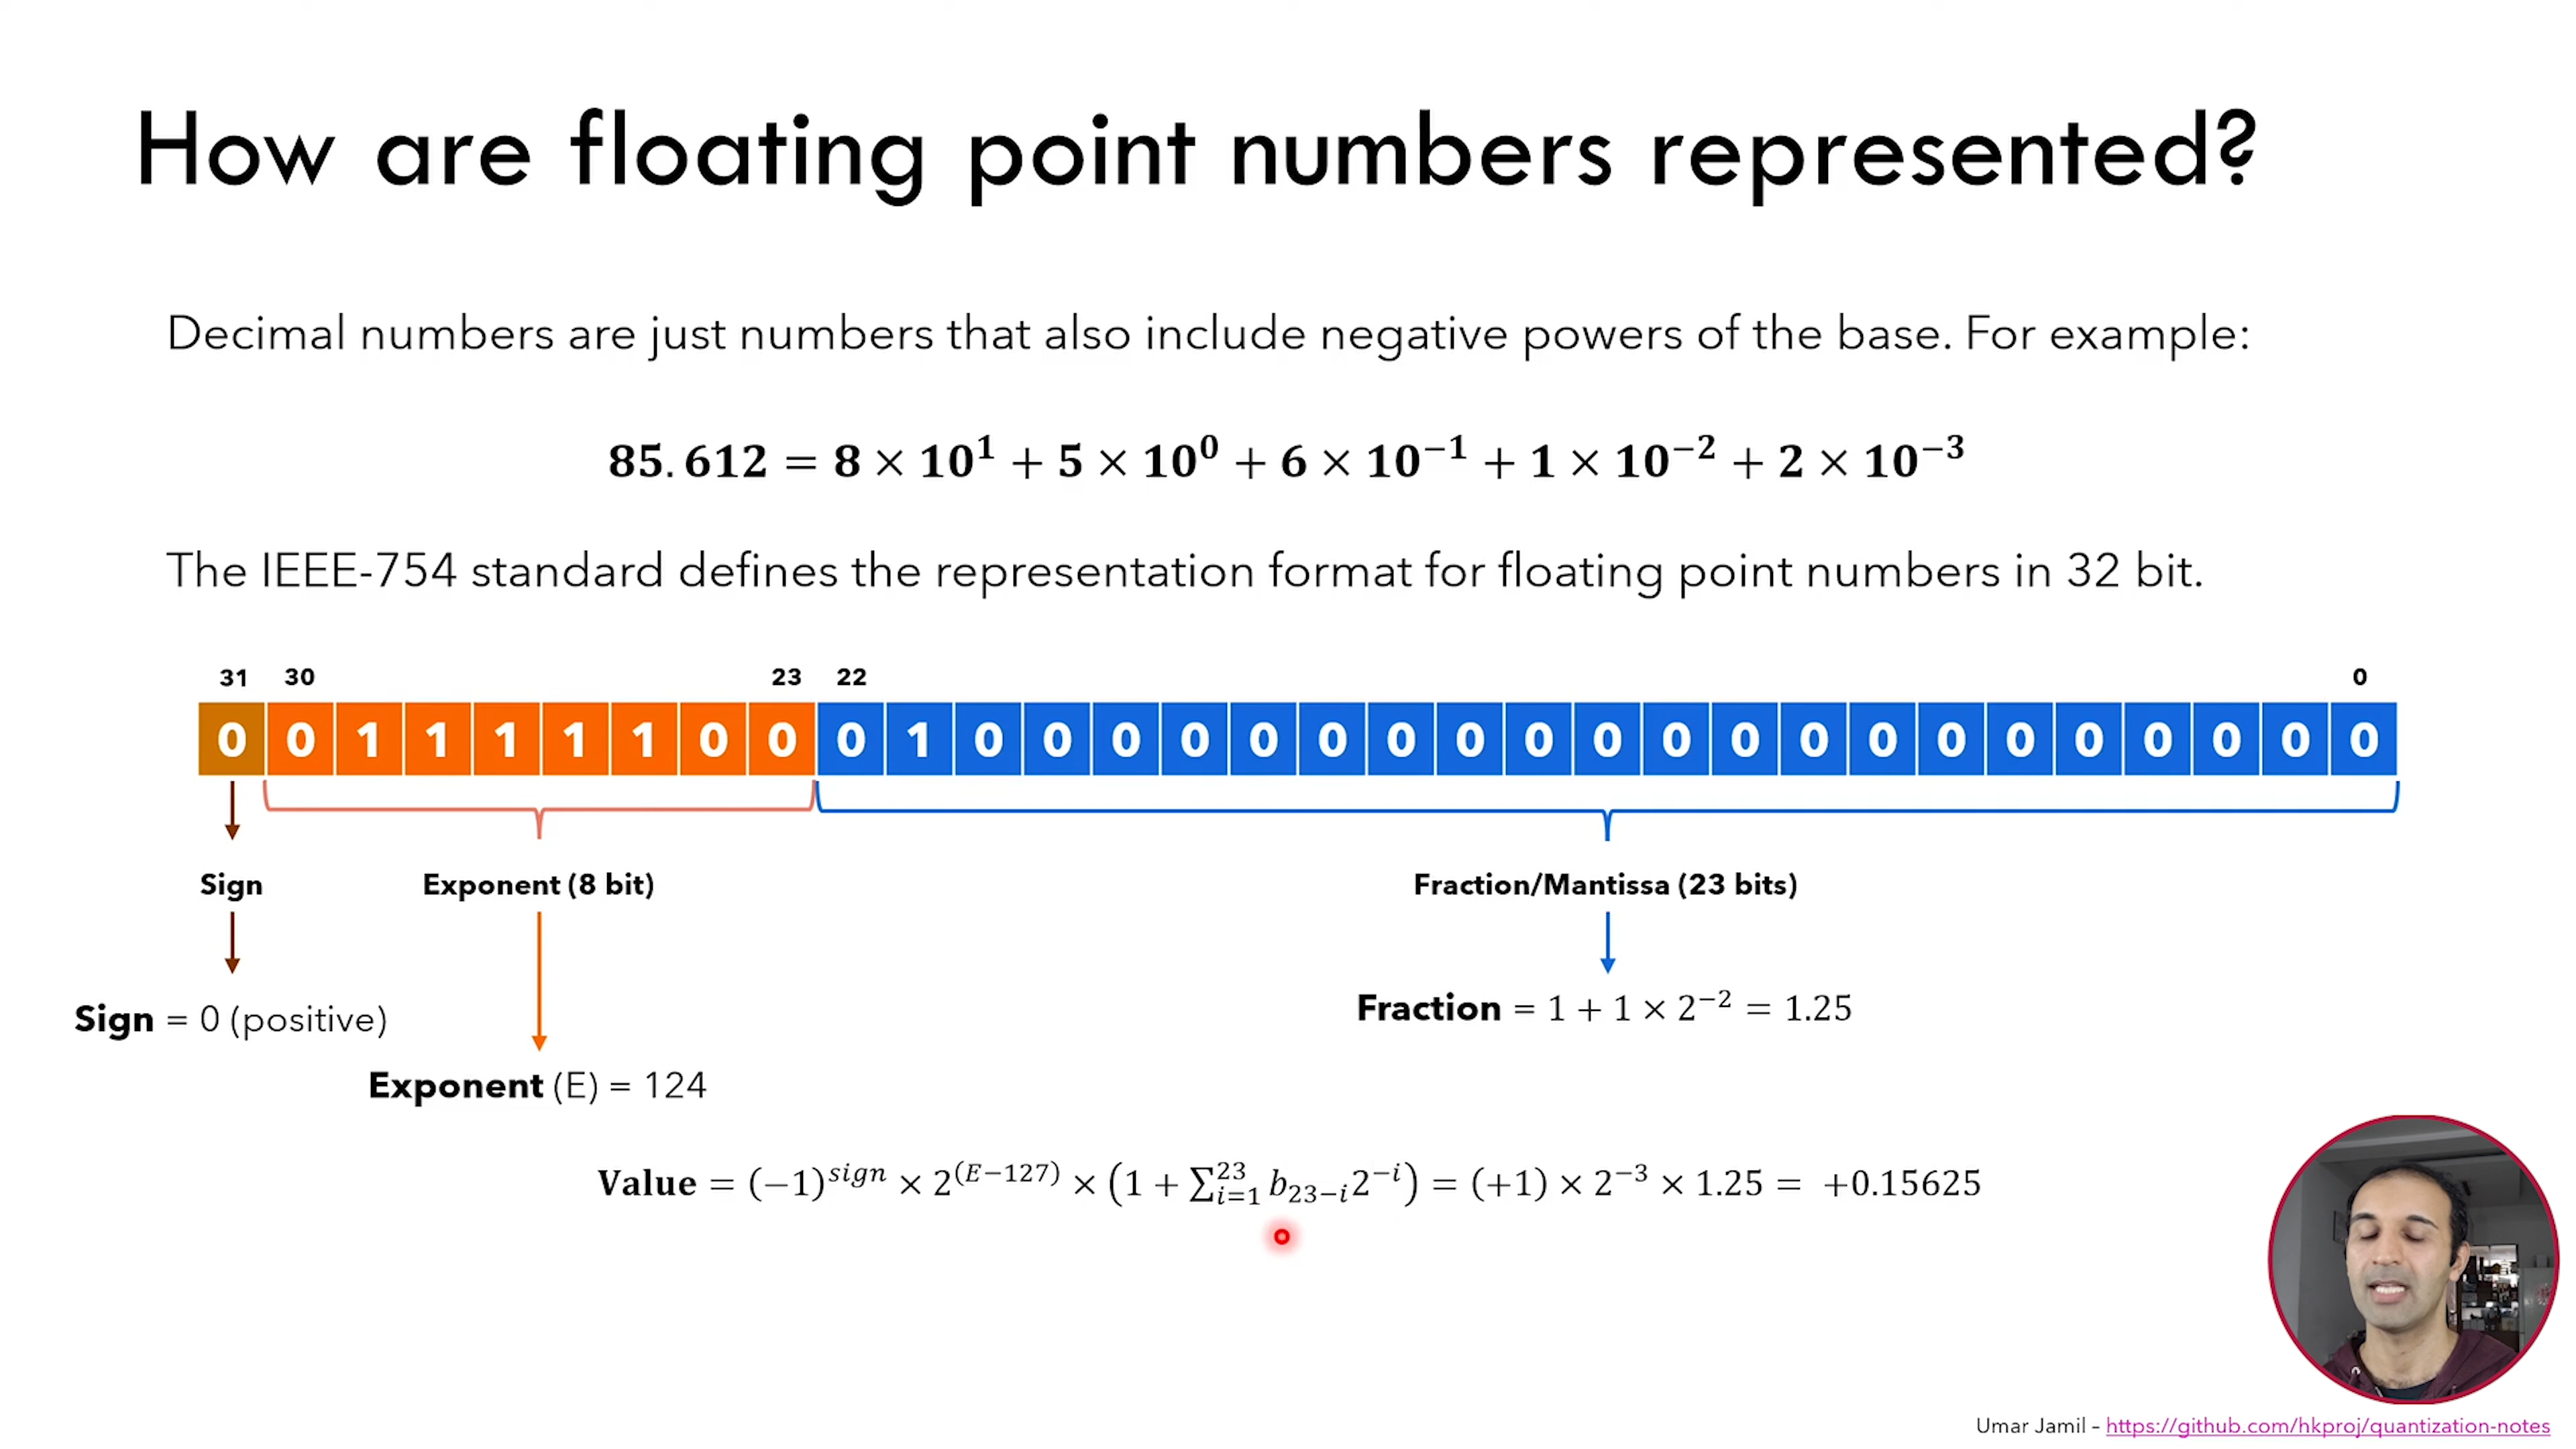 How are floating point numbers represented?
Decimal numbers are just numbers that also include negative powers of the base. For example:
85.612 = 8 × 10¹ + 5 × 10⁰ + 6 × 10⁻¹ + 1 × 10⁻² + 2 × 10⁻³
The IEEE-754 standard defines the representation format for floating point numbers in 32 bit.
31 30 23 22 0
0 0 1 1 1 1 1 0 0 0 1 0 0 0 0 0 0 0 0 0 0 0 0 0 0 0 0 0 0 0 0 0
Sign Exponent (8 bit) Fraction/Mantissa (23 bits)
Sign = 0 (positive) Fraction = 1 + 1 × 2⁻² = 1.25
Exponent (E) = 124
Value = (−1)^{sign} × 2^{(E−127)} × (1 + ∑_{i=1}^{23} b_{23−i}2^{−i}) = (+1) × 2⁻³ × 1.25 = +0.15625
Umar Jamil – https://github.com/hkproj/quantization-notes